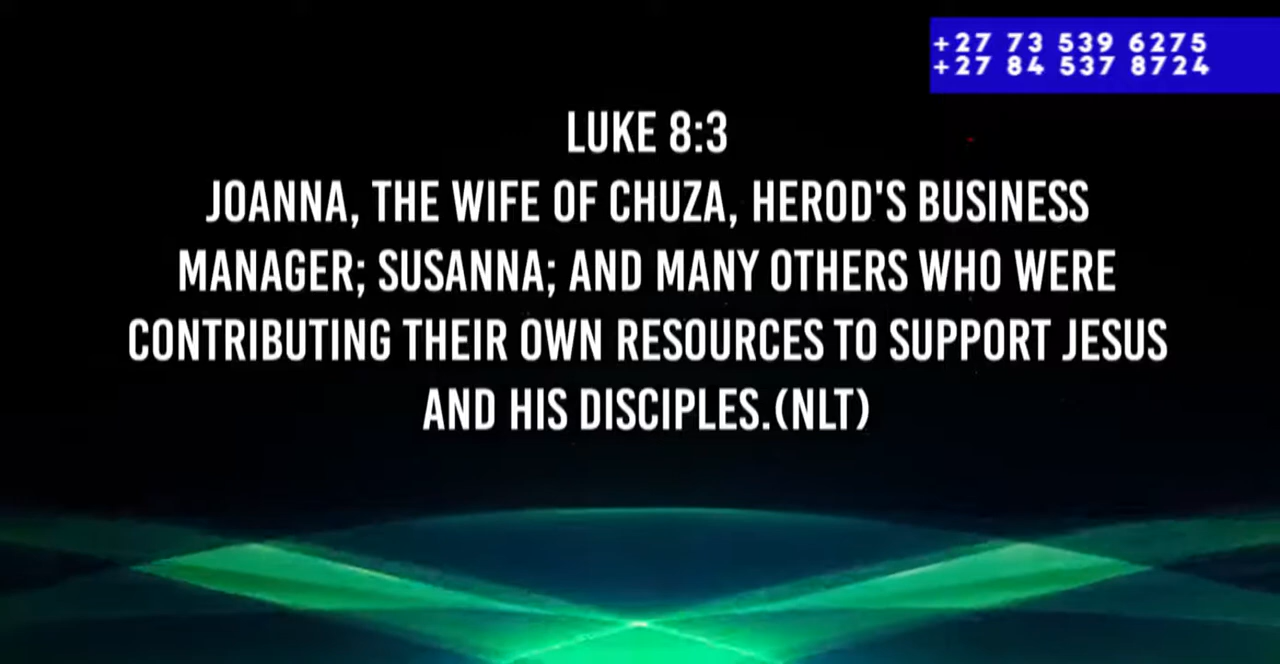 +27 73 539 6275
+27 84 537 8724
LUKE 8:3
JOANNA, THE WIFE OF CHUZA, HEROD'S BUSINESS
MANAGER; SUSANNA; AND MANY OTHERS WHO WERE
CONTRIBUTING THEIR OWN RESOURCES TO SUPPORT JESUS
AND HIS DISCIPLES.(NLT)